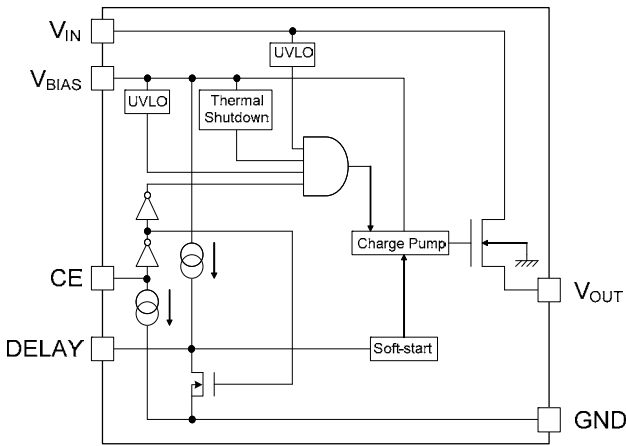 VIN
UVLO
VBIAS
UVLO
Thermal
Shutdown
Charge Pump
CE
VOUT
DELAY
Soft-start
GND